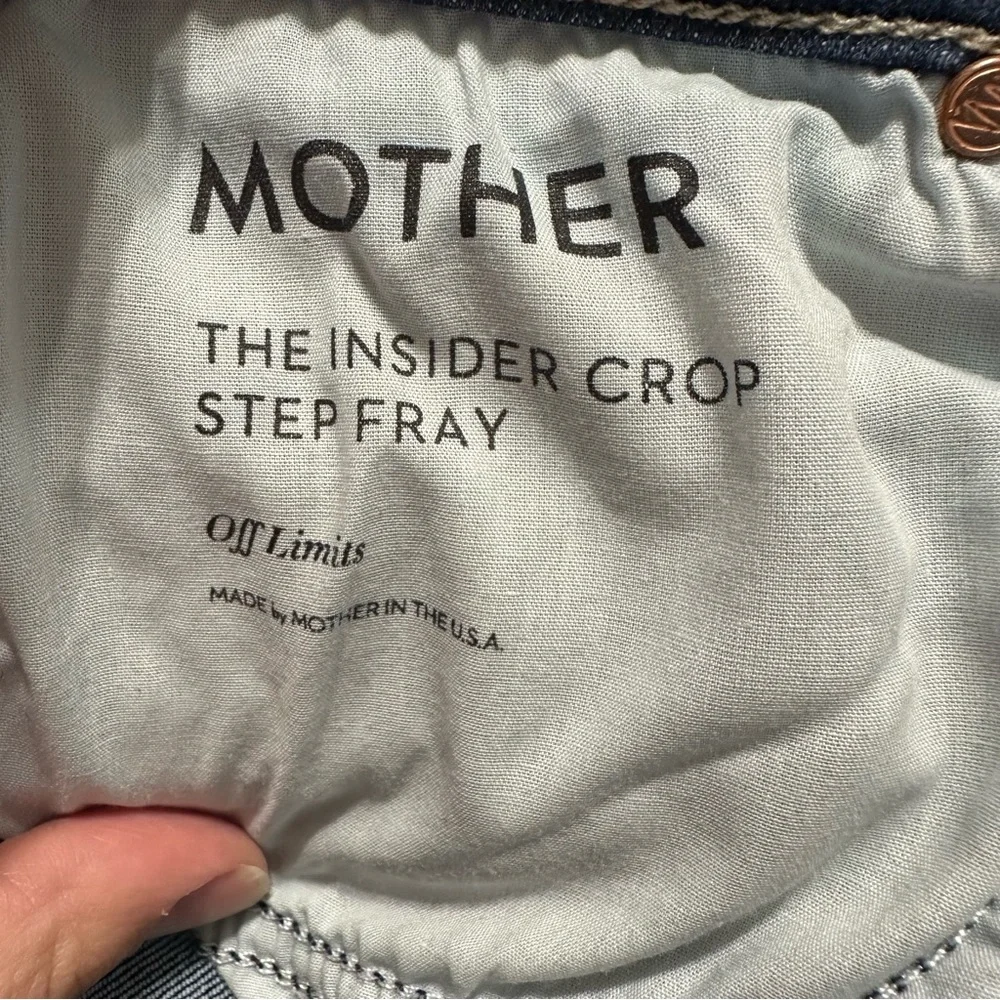 MOTHER
THE INSIDER CROP
STEP FRAY
Off Limits
MADE by MOTHER IN THE U.S.A.